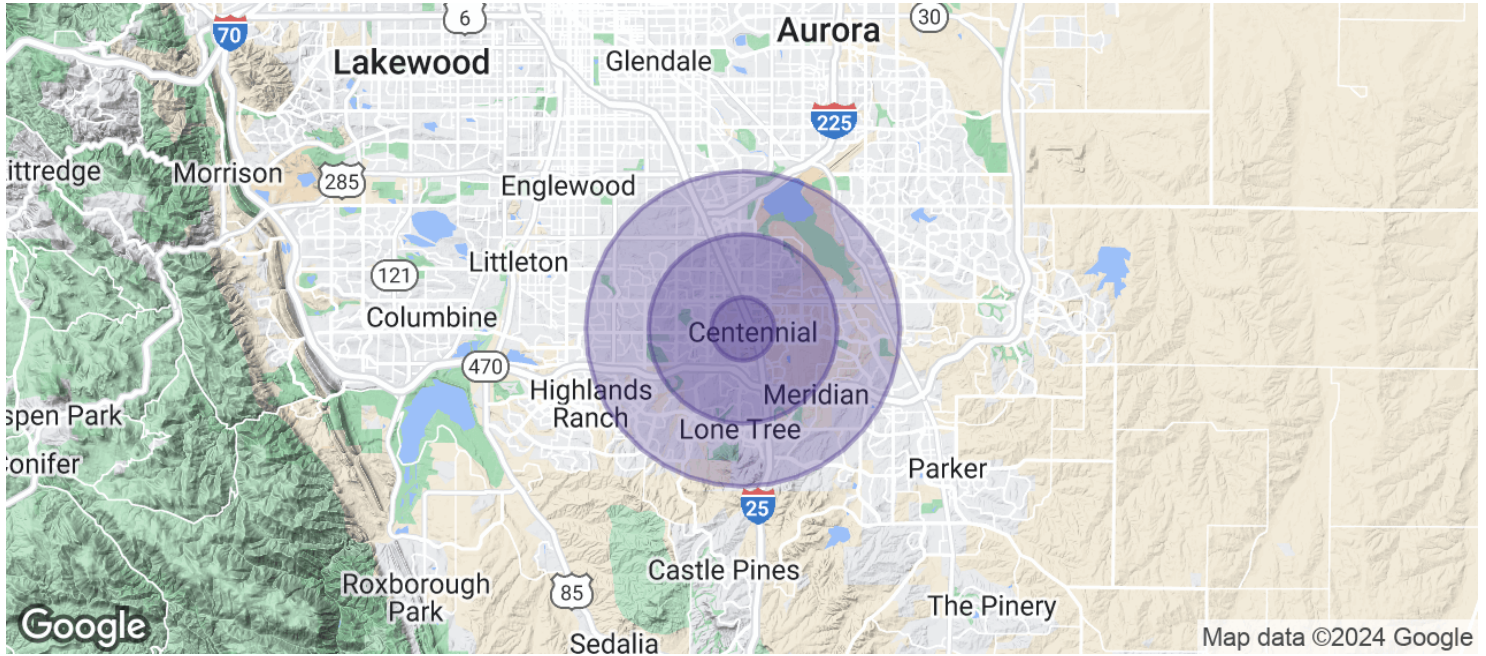 6
30
70
Aurora
Lakewood
Glendale
225
ittredge
Morrison
285
Englewood
121
Littleton
Columbine
Centennial
470
Highlands
Ranch
Meridian
spen Park
Lone Tree
onifer
Parker
25
Castle Pines
Roxborough
Park
85
The Pinery
Sedalia
Google
Map data ©2024 Google